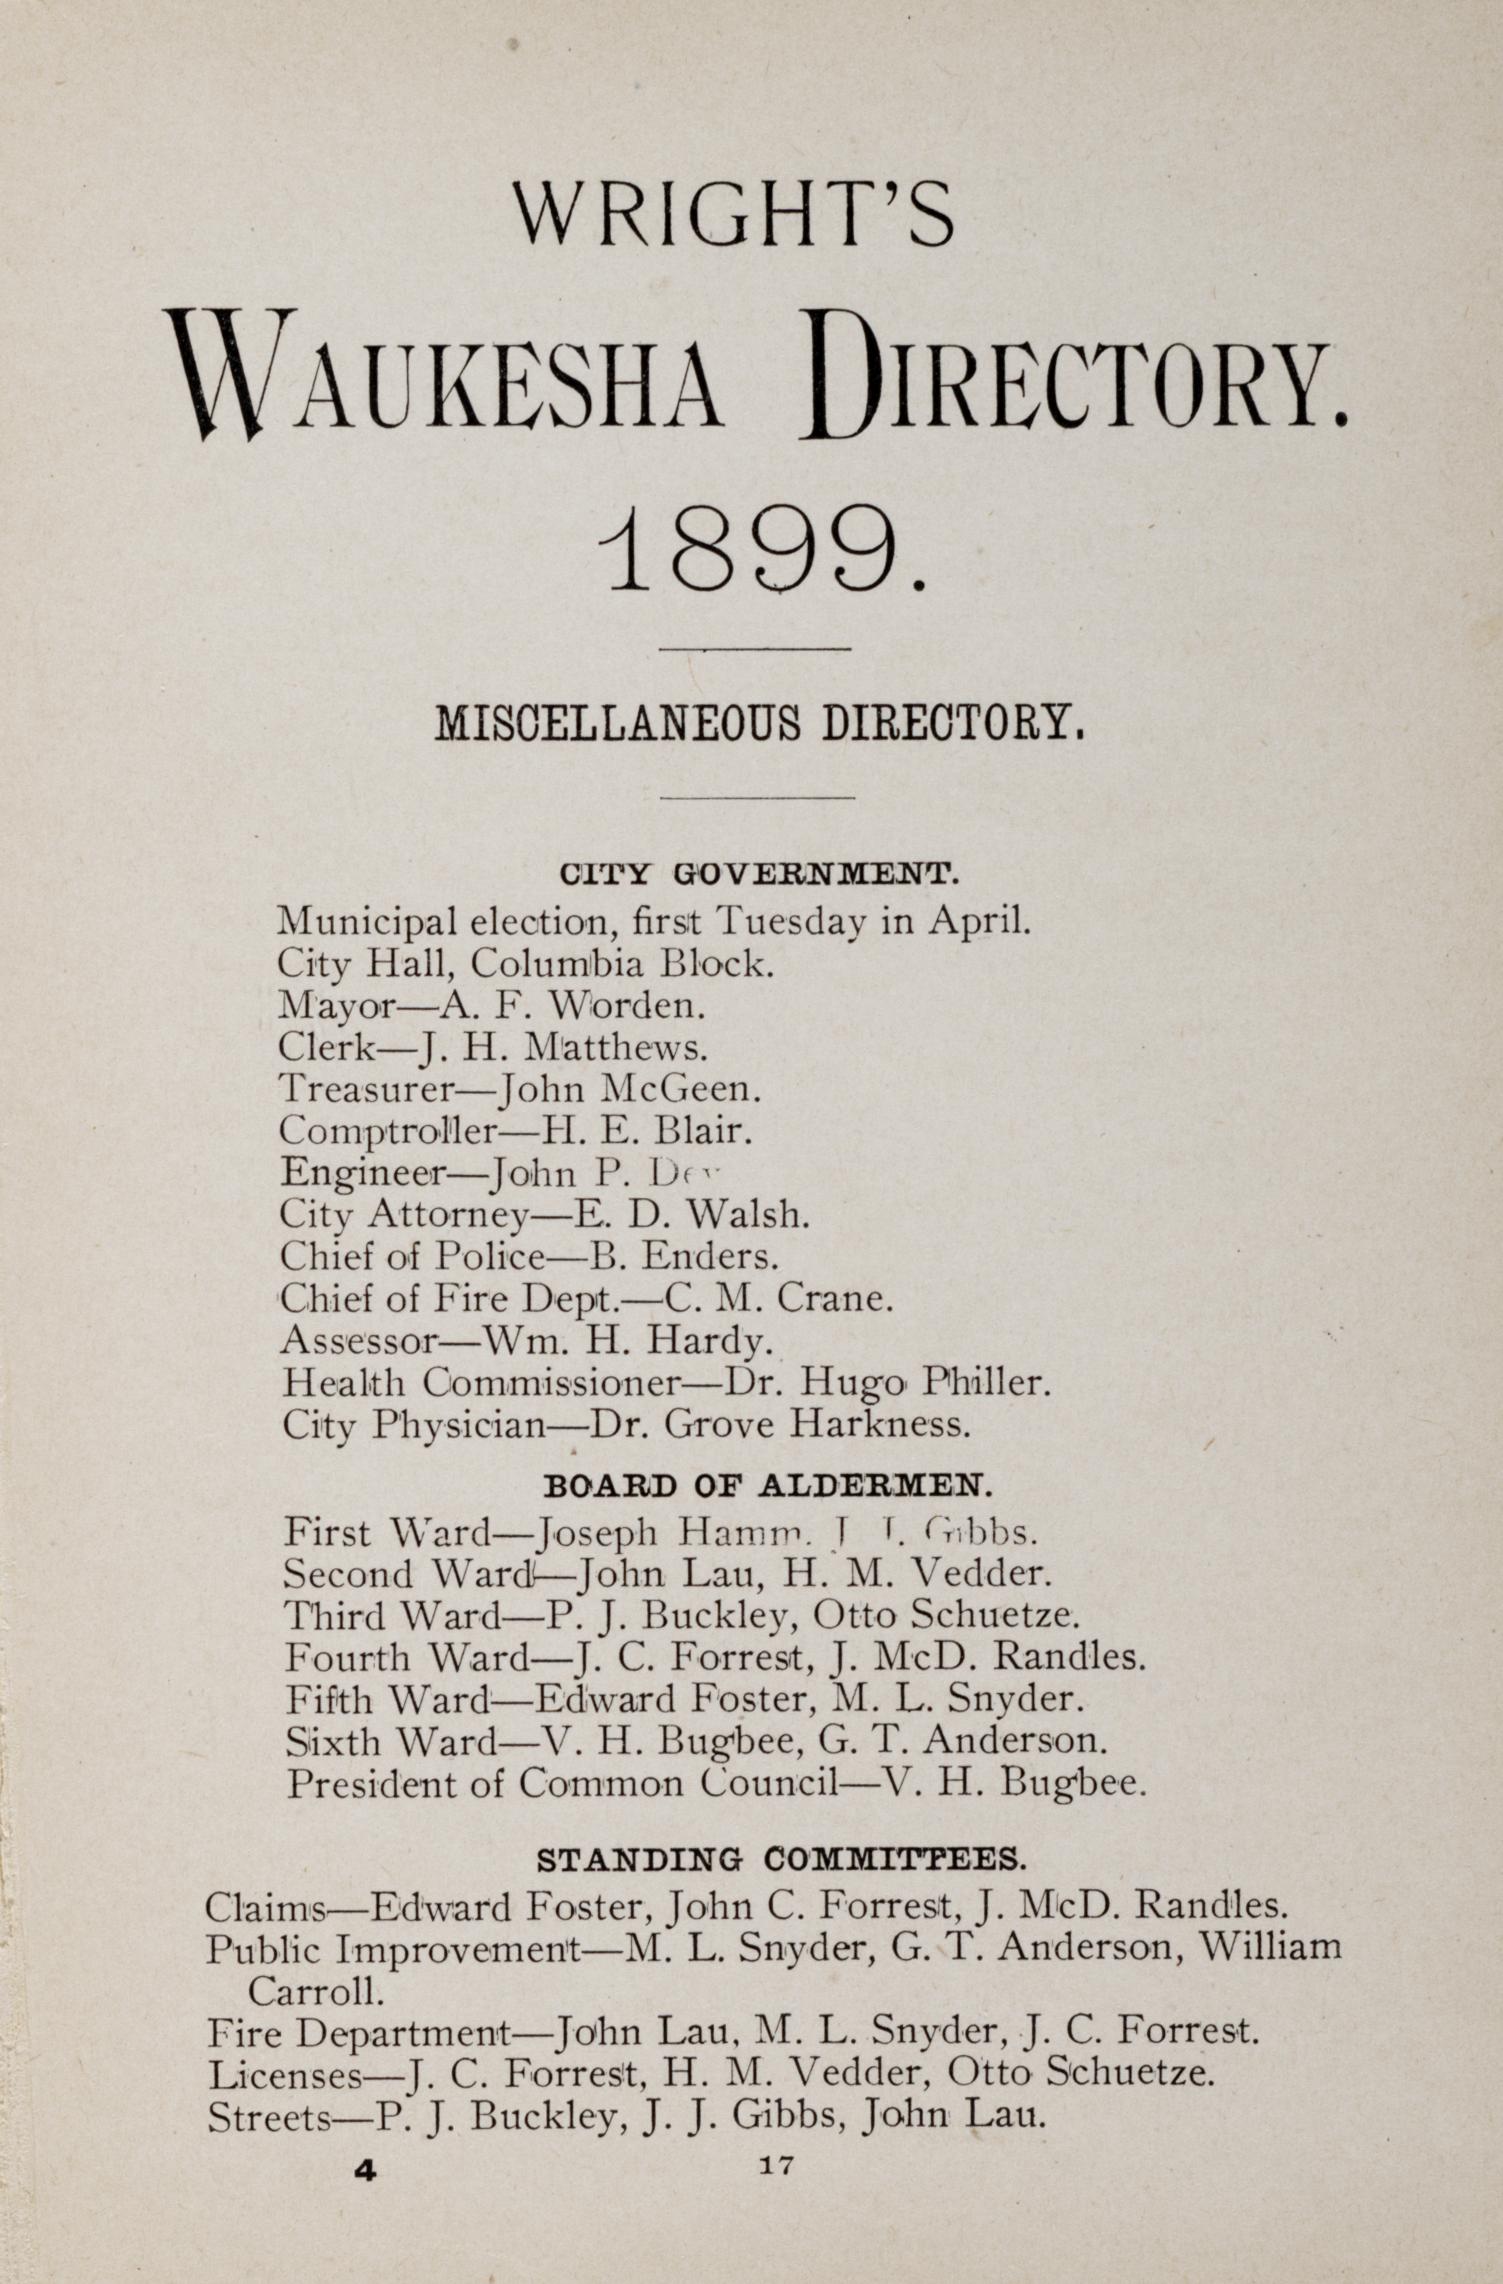 WRIGHT'S
WAUKESHA DIRECTORY.
1899.
MISCELLANEOUS DIRECTORY.
CITY GOVERNMENT.
Municipal election, first Tuesday in April.
City Hall, Columbia Block.
Mayor—A. F. Worden.
Clerk—J. H. Matthews.
Treasurer—John McGeen.
Comptroller—H. E. Blair.
Engineer—John P.
City Attorney—E. D. Walsh.
Chief of Police—B. Enders.
Chief of Fire Dept.—C. M. Crane.
Assessor—Wm. H. Hardy.
Health Commissioner—Dr. Hugo Philler.
City Physician—Dr. Grove Harkness.
BOARD OF ALDERMEN.
First Ward—Joseph Hamm, J. J. Gibbs.
Second Ward—John Lau, H. M. Vedder.
Third Ward—P. J. Buckley, Otto Schuetze.
Fourth Ward—J. C. Forrest, J. McD. Randles.
Fifth Ward—Edward Foster, M. L. Snyder.
Sixth Ward—V. H. Bugbee, G. T. Anderson.
President of Common Council—V. H. Bugbee.
STANDING COMMITTEES.
Claims—Edward Foster, John C. Forrest, J. McD. Randles.
Public Improvement—M. L. Snyder, G. T. Anderson, William
Carroll.
Fire Department—John Lau, M. L. Snyder, J. C. Forrest.
Licenses—J. C. Forrest, H. M. Vedder, Otto Schuetze.
Streets—P. J. Buckley, J. J. Gibbs, John Lau.
4 17